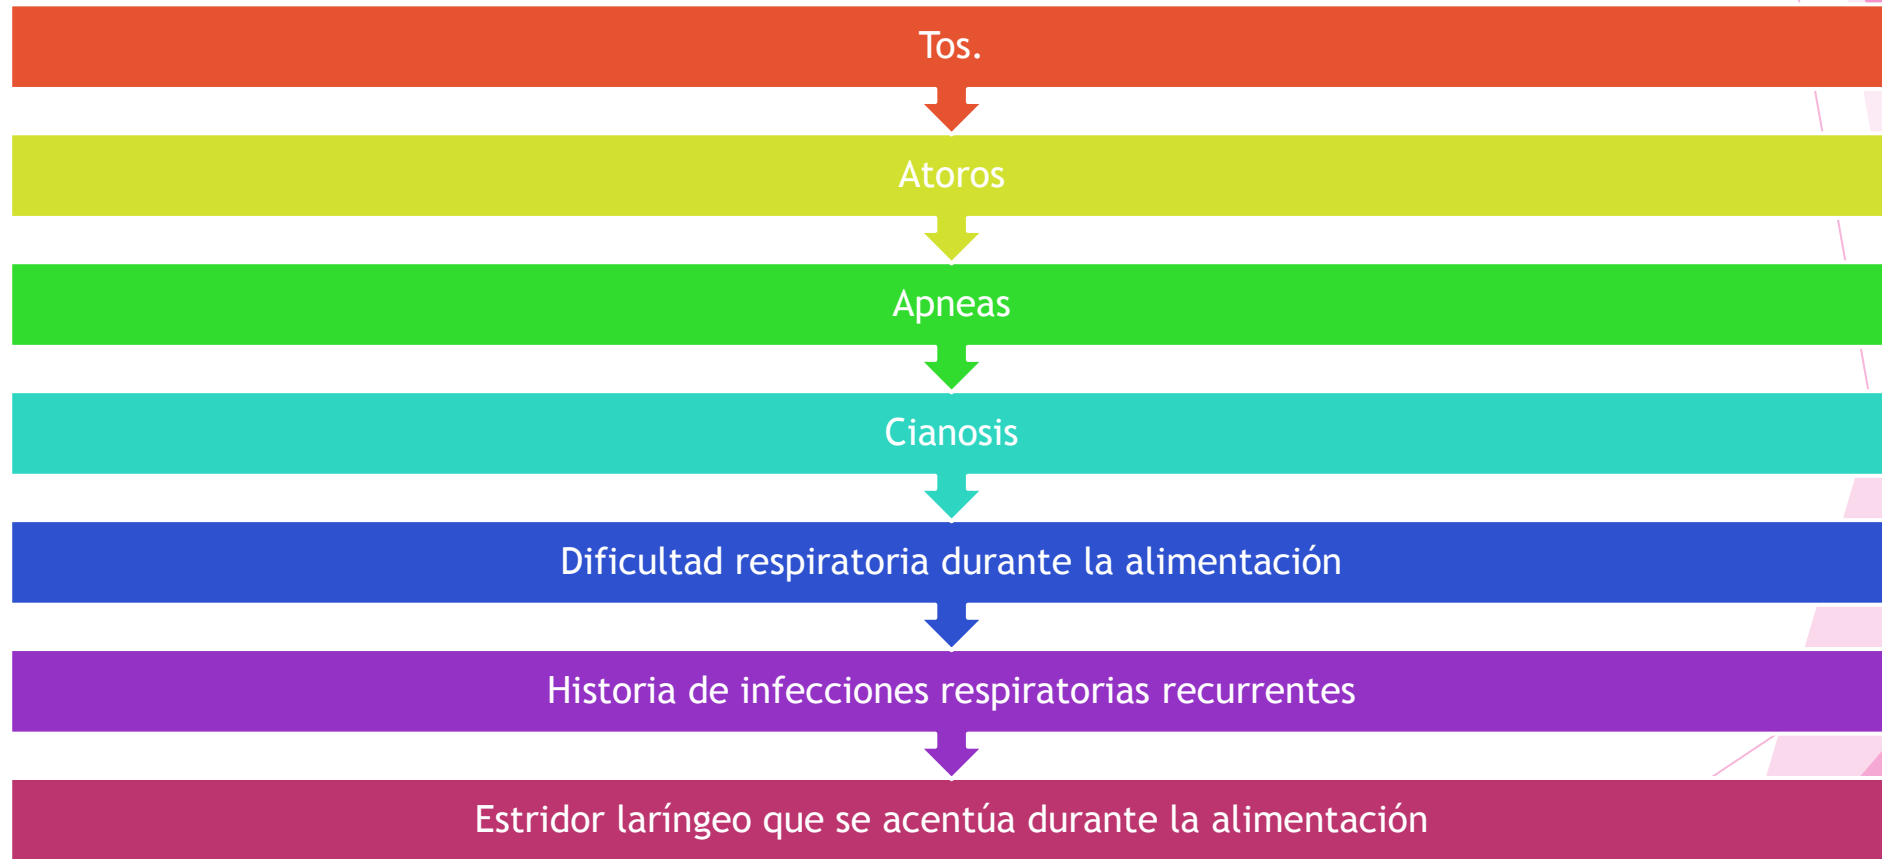 Tos.
Atoros
Apneas
Cianosis
Dificultad respiratoria durante la alimentación
Historia de infecciones respiratorias recurrentes
Estridor laríngeo que se acentúa durante la alimentación